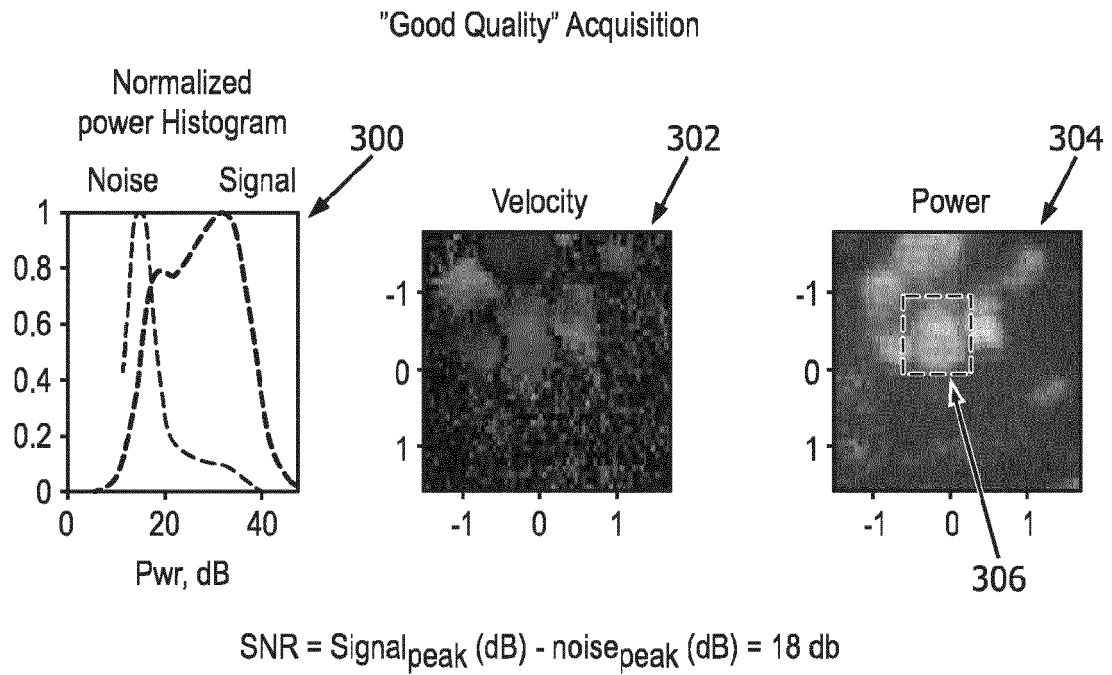 "Good Quality" Acquisition
Normalized
power Histogram
300
302
304
Noise
Signal
Velocity
Power
1
0.8
0.6
0.4
0.2
0
0
20
40
Pwr, dB
-1
0
1
-1
0
1
-1
0
1
-1
0
1
306
SNR = Signalpeak (dB) - noisepeak (dB) = 18 db